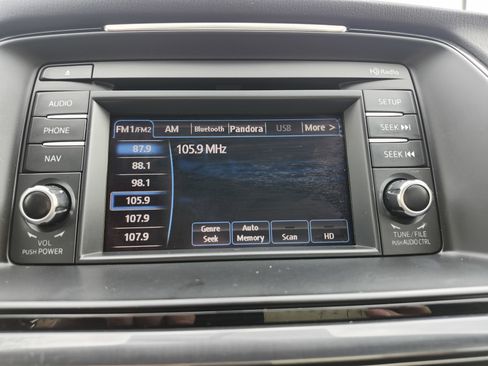 HD Radio
AUDIO
PHONE
NAV
VOL
PUSH POWER
FM1/FM2 AM Bluetooth Pandora USB More >
87.9
88.1
98.1
105.9
107.9
107.9
105.9 MHz
Genre Seek
Auto Memory
Scan
HD
SETUP
SEEK
SEEK
TUNE/FILE
PUSH AUDIO CTRL